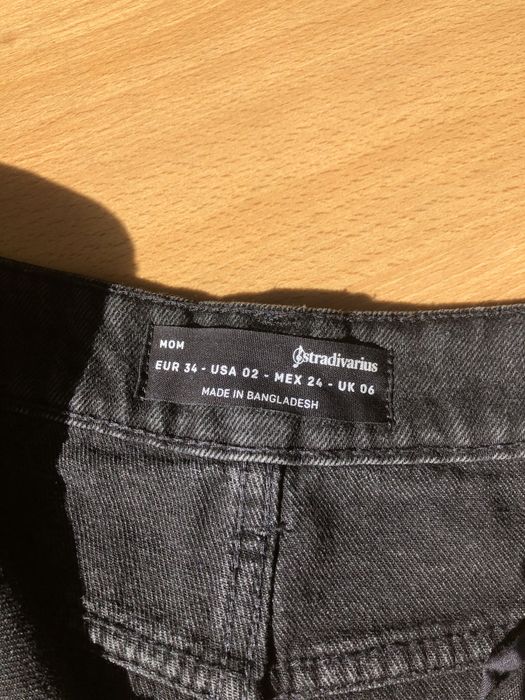 MOM
stradivarius
EUR 34 - USA 02 - MEX 24 - UK 06
MADE IN BANGLADESH